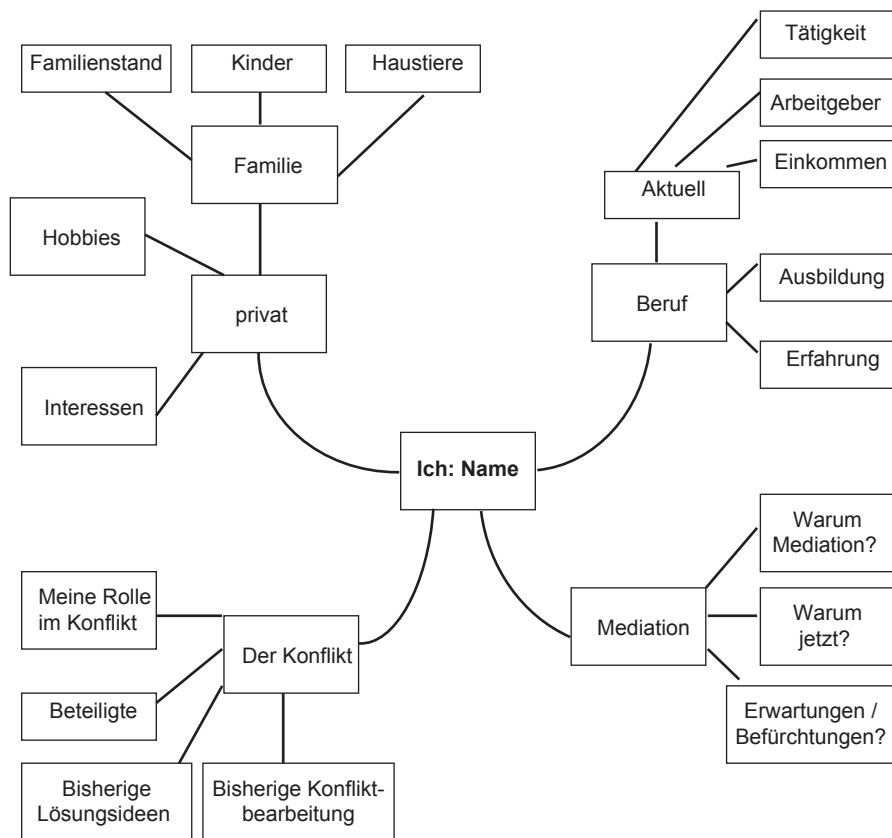 Familienstand
Kinder
Haustiere
Familie
Hobbies
privat
Interessen
Tätigkeit
Arbeitgeber
Einkommen
Aktuell
Ausbildung
Beruf
Erfahrung
Ich: Name
Meine Rolle
im Konflikt
Der Konflikt
Beteiligte
Bisherige
Lösungsideen
Bisherige Konflikt-
bearbeitung
Warum
Mediation?
Mediation
Warum
jetzt?
Erwartungen /
Befürchtungen?